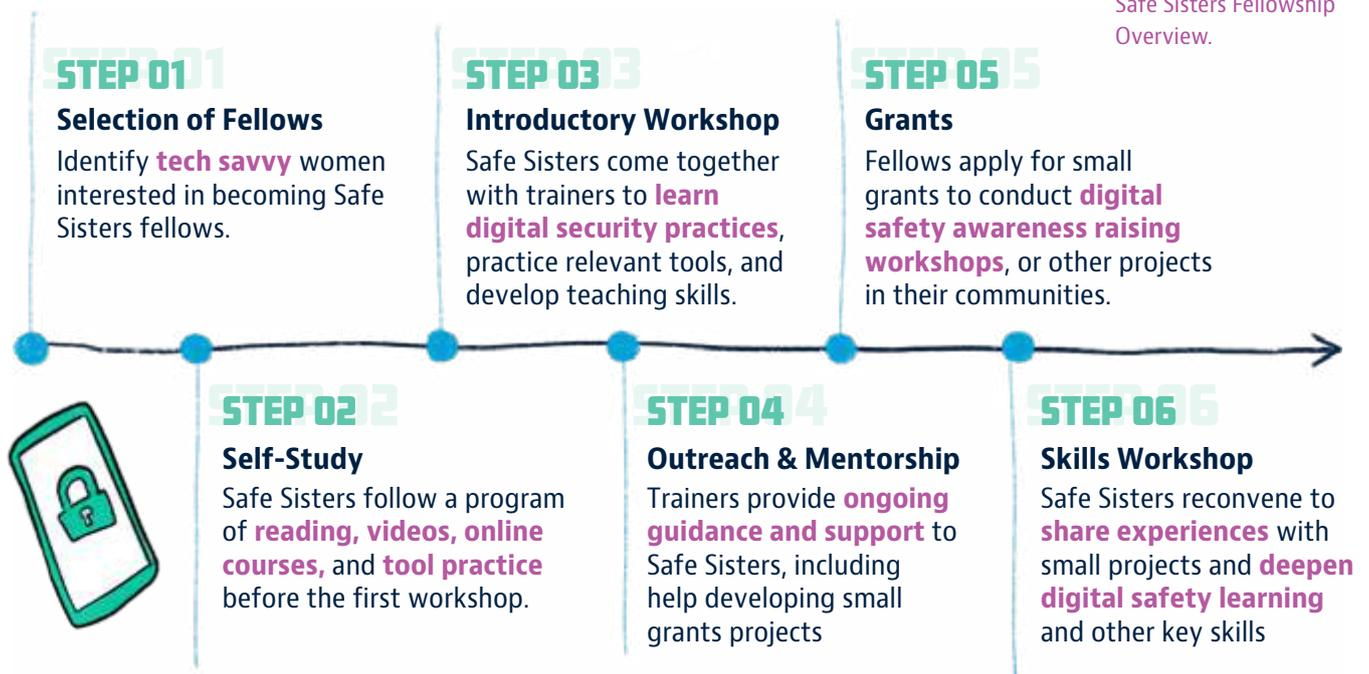 Safe Sisters Fellowship
Overview.
STEP 01
Selection of Fellows
Identify tech savvy women
interested in becoming Safe
Sisters fellows.
STEP 02
Self-Study
Safe Sisters follow a program
of reading, videos, online
courses, and tool practice
before the first workshop.
STEP 03
Introductory Workshop
Safe Sisters come together
with trainers to learn
digital security practices,
practice relevant tools, and
develop teaching skills.
STEP 04
Outreach & Mentorship
Trainers provide ongoing
guidance and support to
Safe Sisters, including
help developing small
grants projects
STEP 05
Grants
Fellows apply for small
grants to conduct digital
safety awareness raising
workshops, or other projects
in their communities.
STEP 06
Skills Workshop
Safe Sisters reconvene to
share experiences with
small projects and deepen
digital safety learning
and other key skills